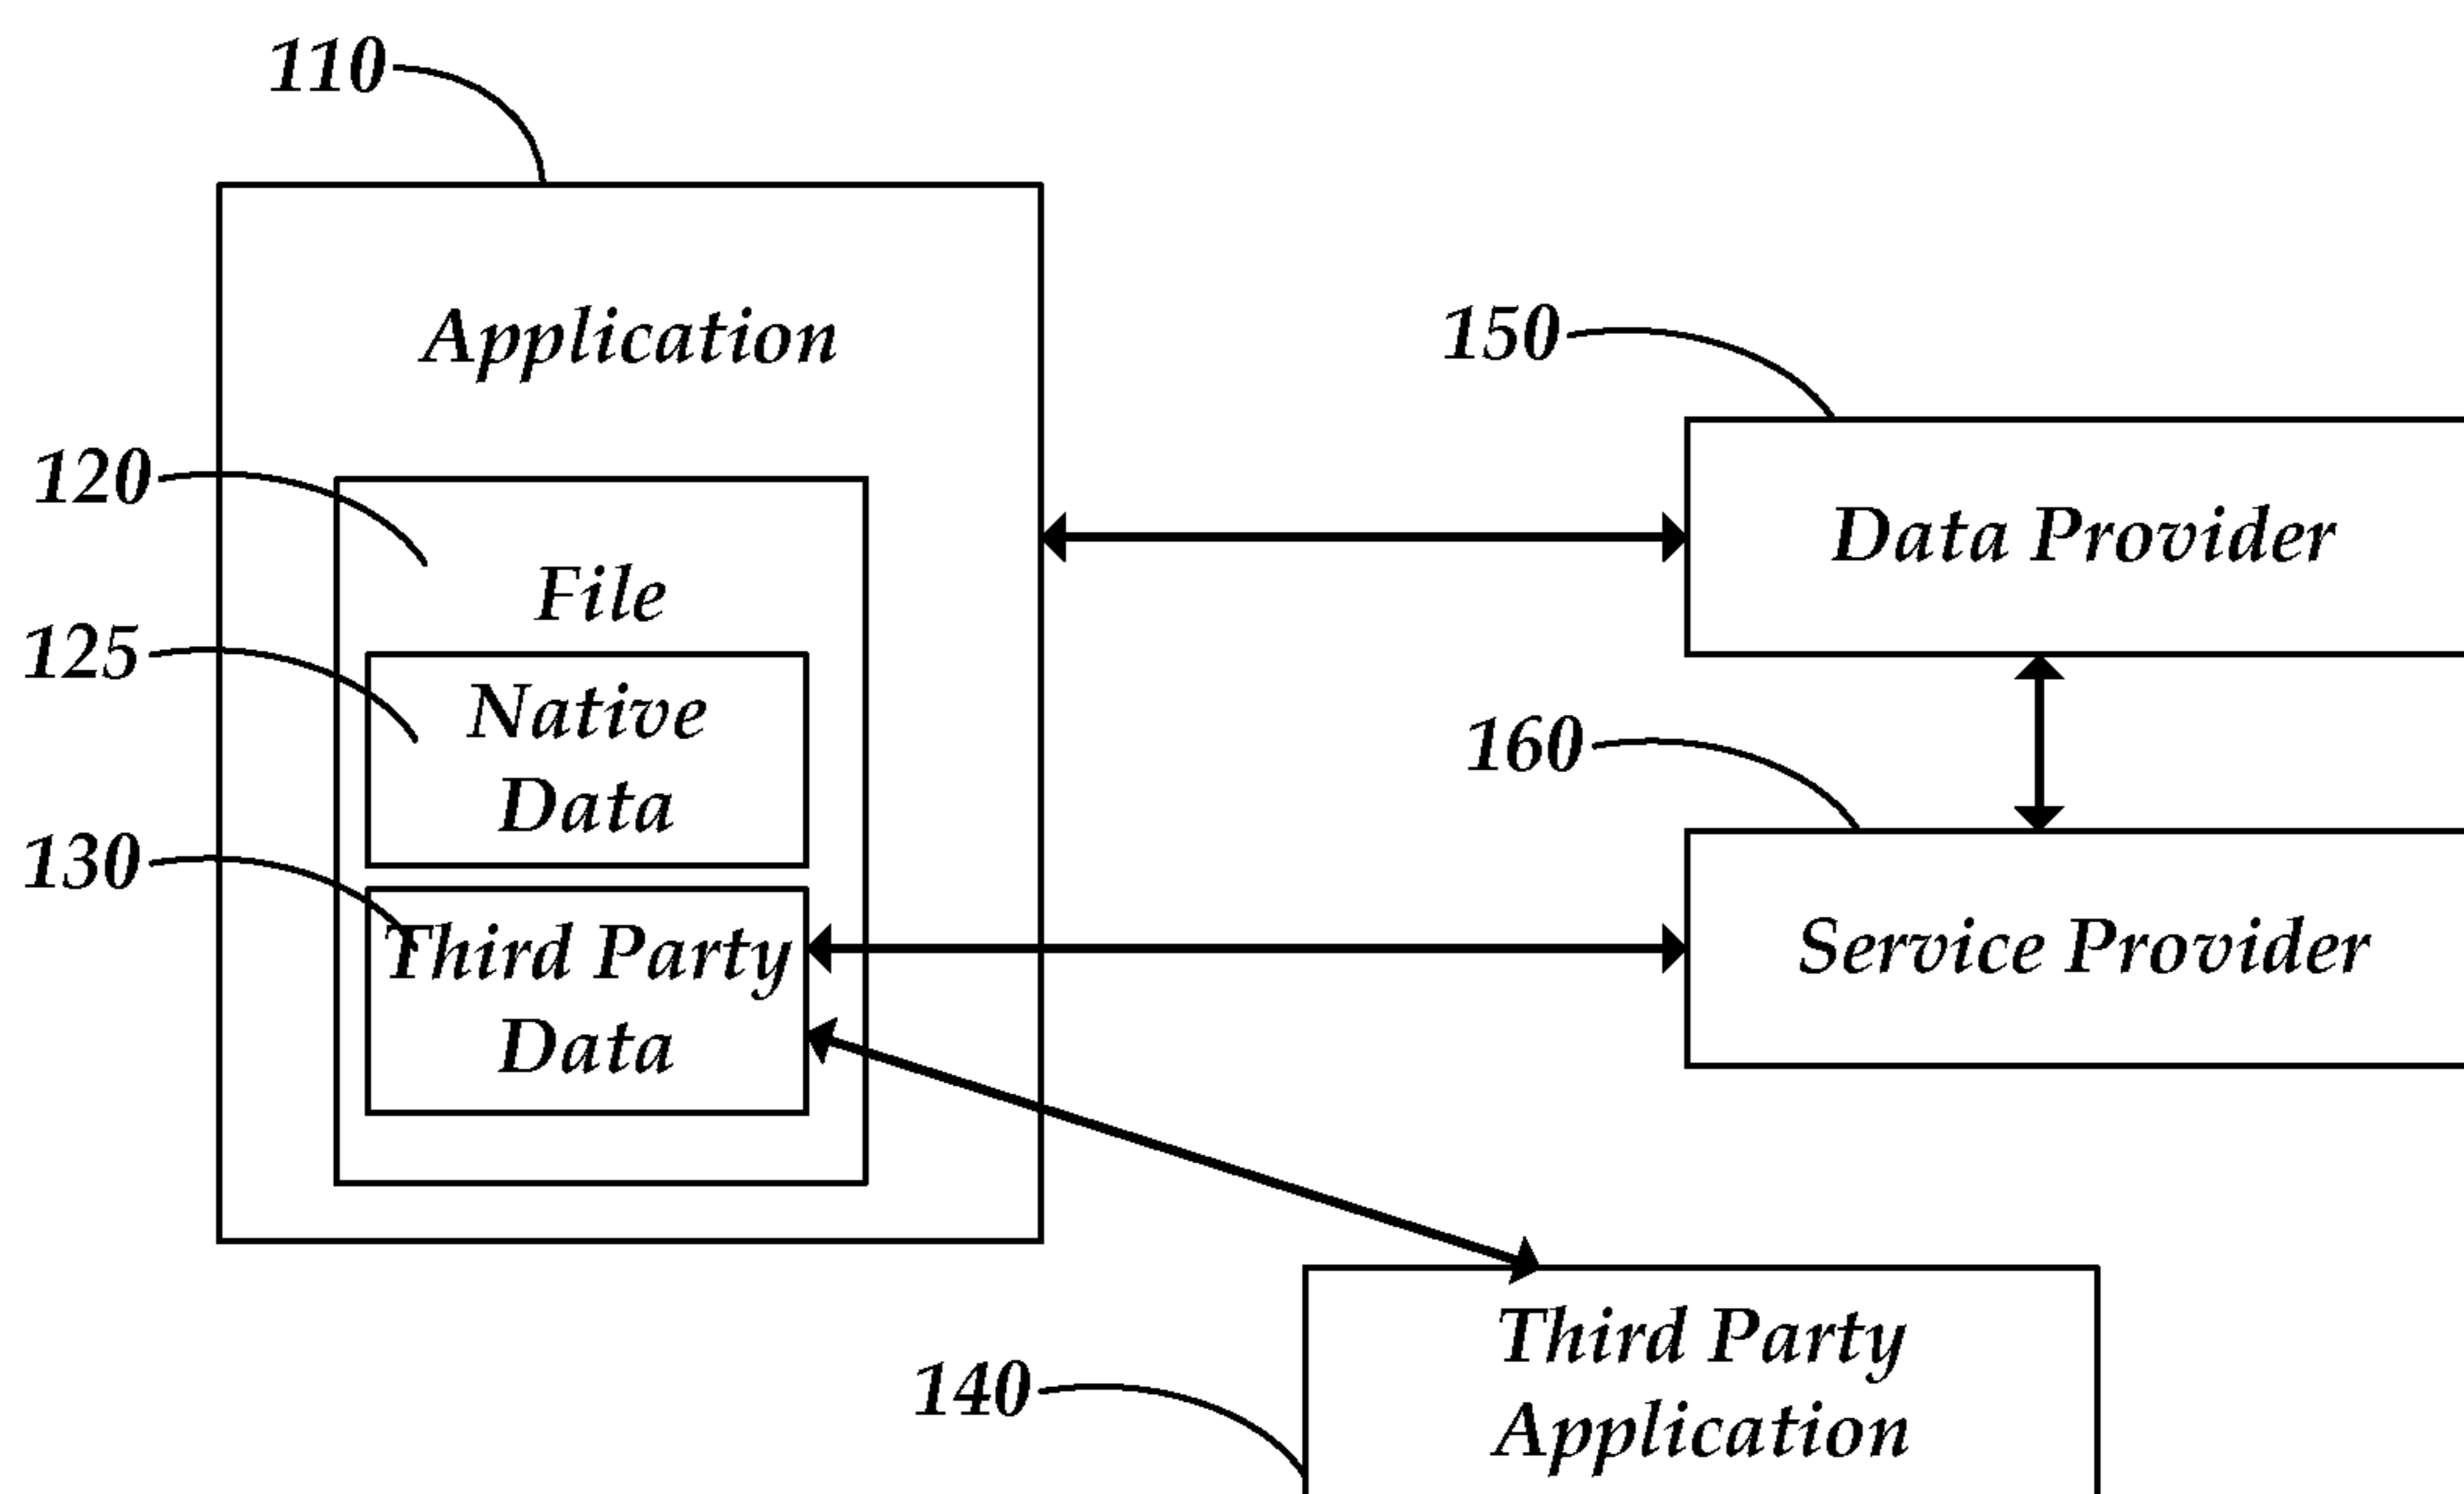 110
Application
150
120
Data Provider
File
125
Native
Data
160
130
Third Party
Data
Service Provider
140
Third Party
Application